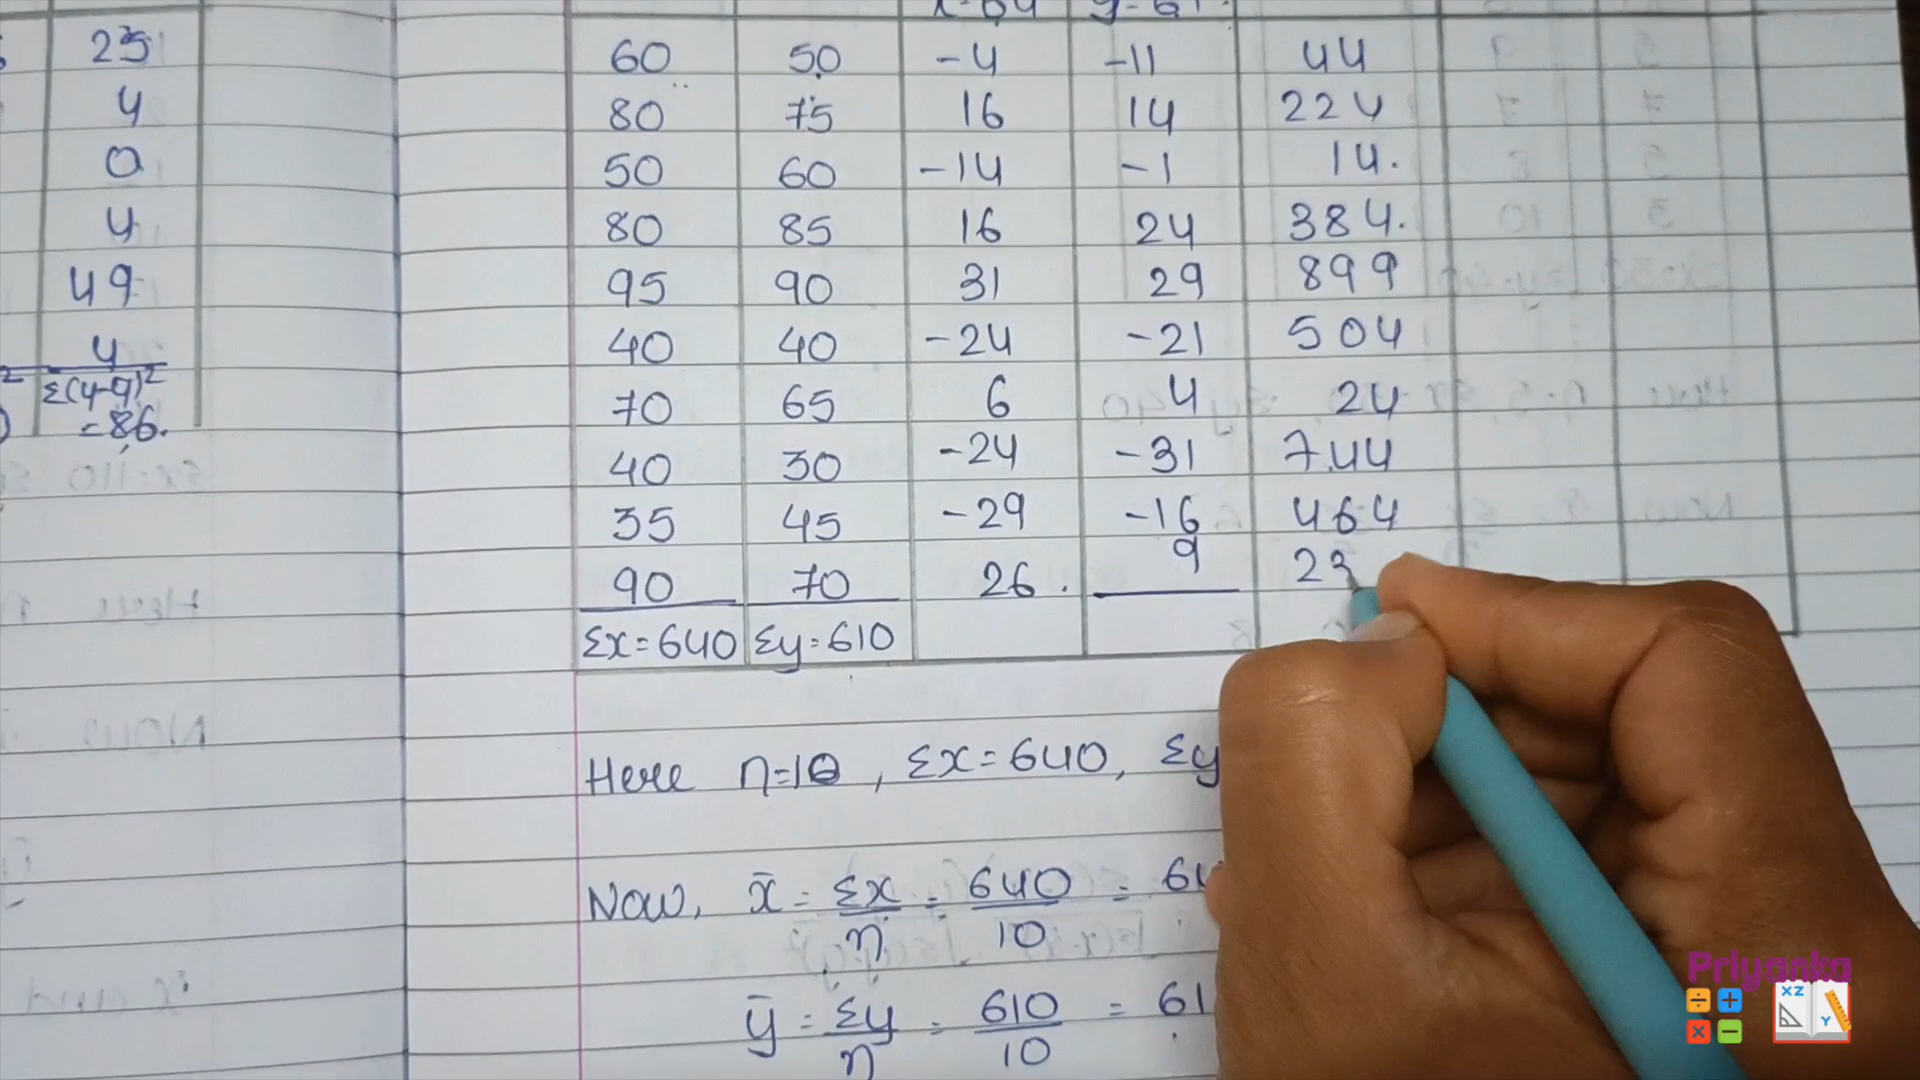 25
4
0
4
49
4
Σ(y-ȳ)²
=86.
x-64 y-61
60 50 -4 -11 44
80 75 16 14 224
50 60 -14 -1 14.
80 85 16 24 384.
95 90 31 29 899
40 40 -24 -21 504
70 65 6 4 24
40 30 -24 -31 744
35 45 -29 -16 464
90 70 26. 9 23
Σx=640 Σy=610
Here n=10, Σx=640, Σy
Now, x̄ = Σx/n = 640/10 = 64
ȳ = Σy/n = 610/10 = 61
Priyanka
XZ
Y